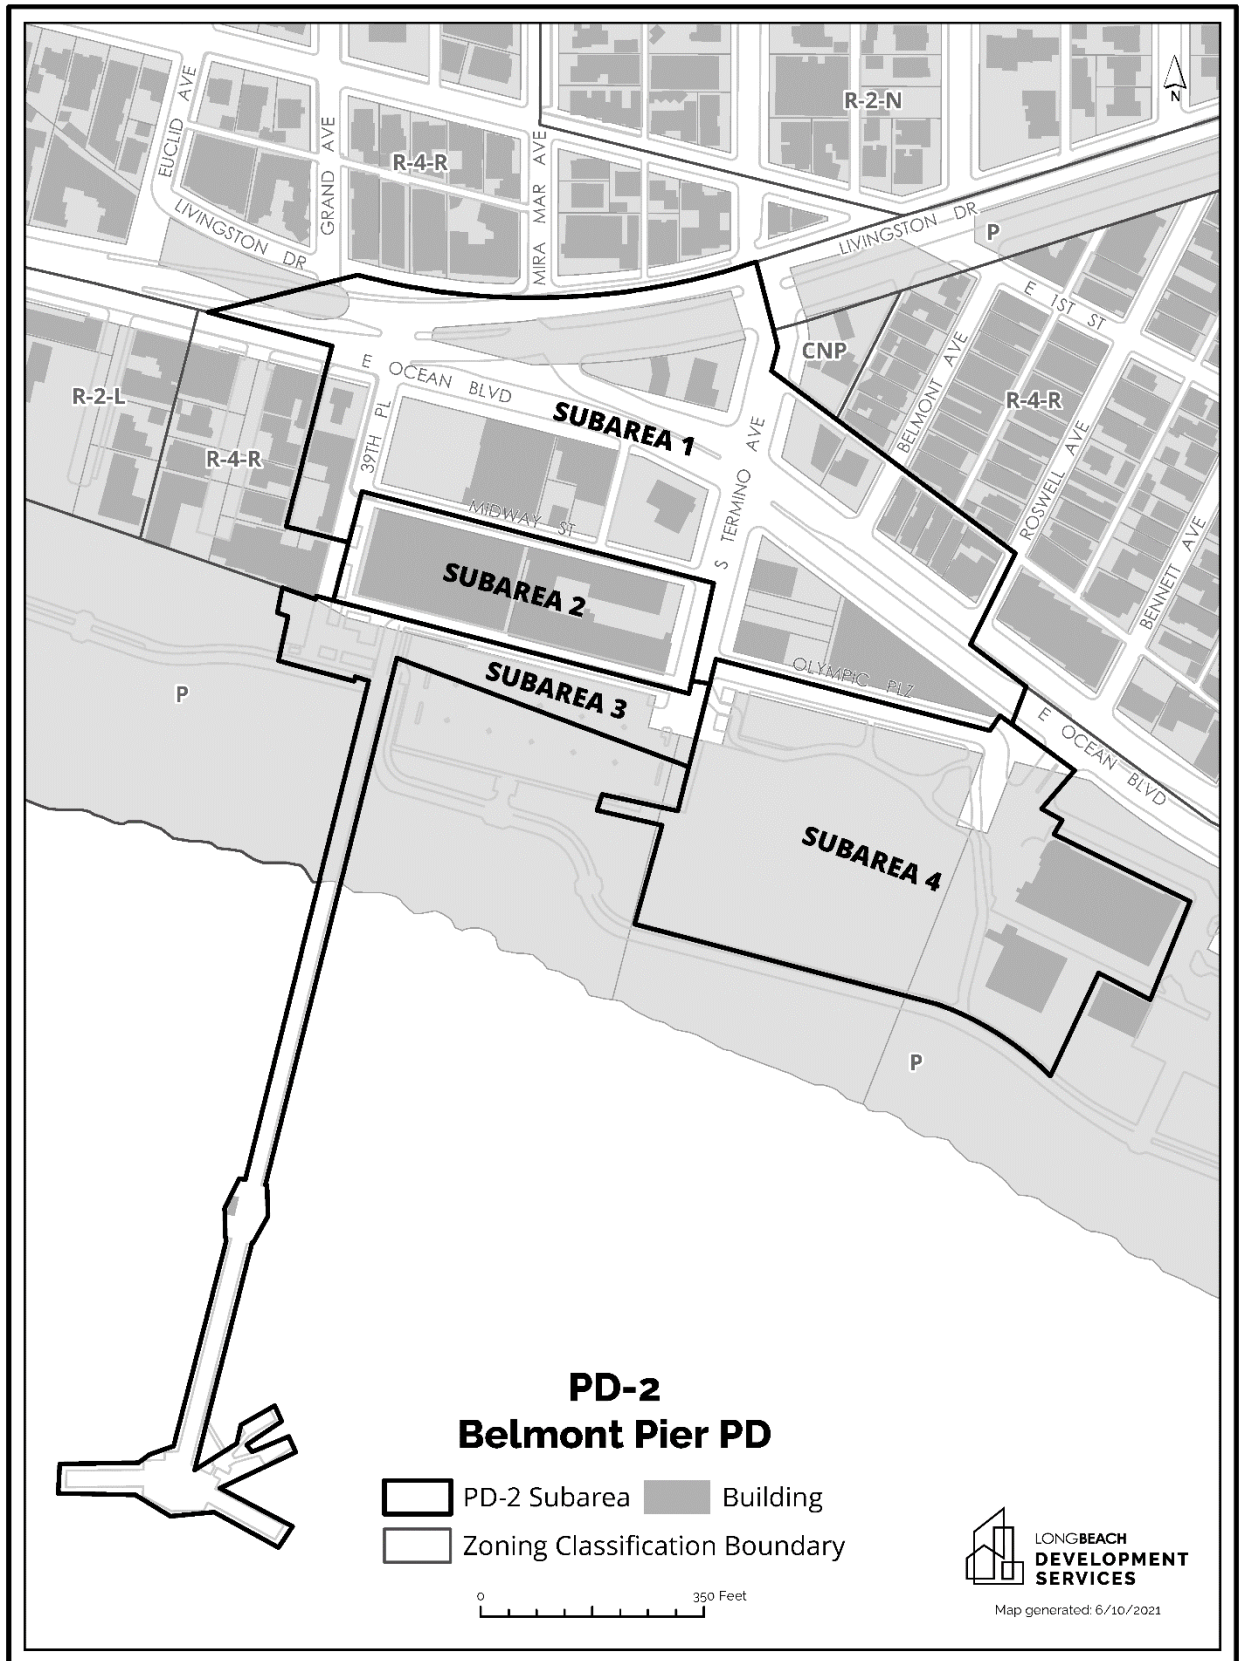 EUCLID AVE
GRAND AVE
R-4-R
MIRA MAR AVE
R-2-N
N
LIVINGSTON DR
LIVINGSTON DR
P
E 1ST ST
CNP
BELMONT AVE
R-4-R
ROSWELL AVE
BENNETT AVE
R-2-L
R-4-R
39TH PL
E OCEAN BLVD
SUBAREA 1
S TERMINO AVE
MIDWAY ST
SUBAREA 2
SUBAREA 3
OLYMPIC PLZ
E OCEAN BLVD
P
SUBAREA 4
P
PD-2
Belmont Pier PD
PD-2 Subarea
Building
Zoning Classification Boundary
0
350 Feet
LONGBEACH
DEVELOPMENT
SERVICES
Map generated: 6/10/2021